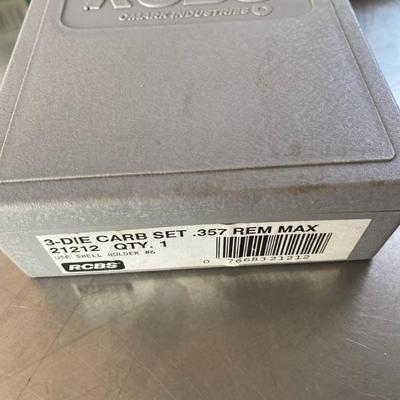 RCBS
OMARK INDUSTRIES
3-DIE CARB SET .357 REM MAX
21212 QTY. 1
USE SHELL HOLDER #6
RCBS
0 76683 21212